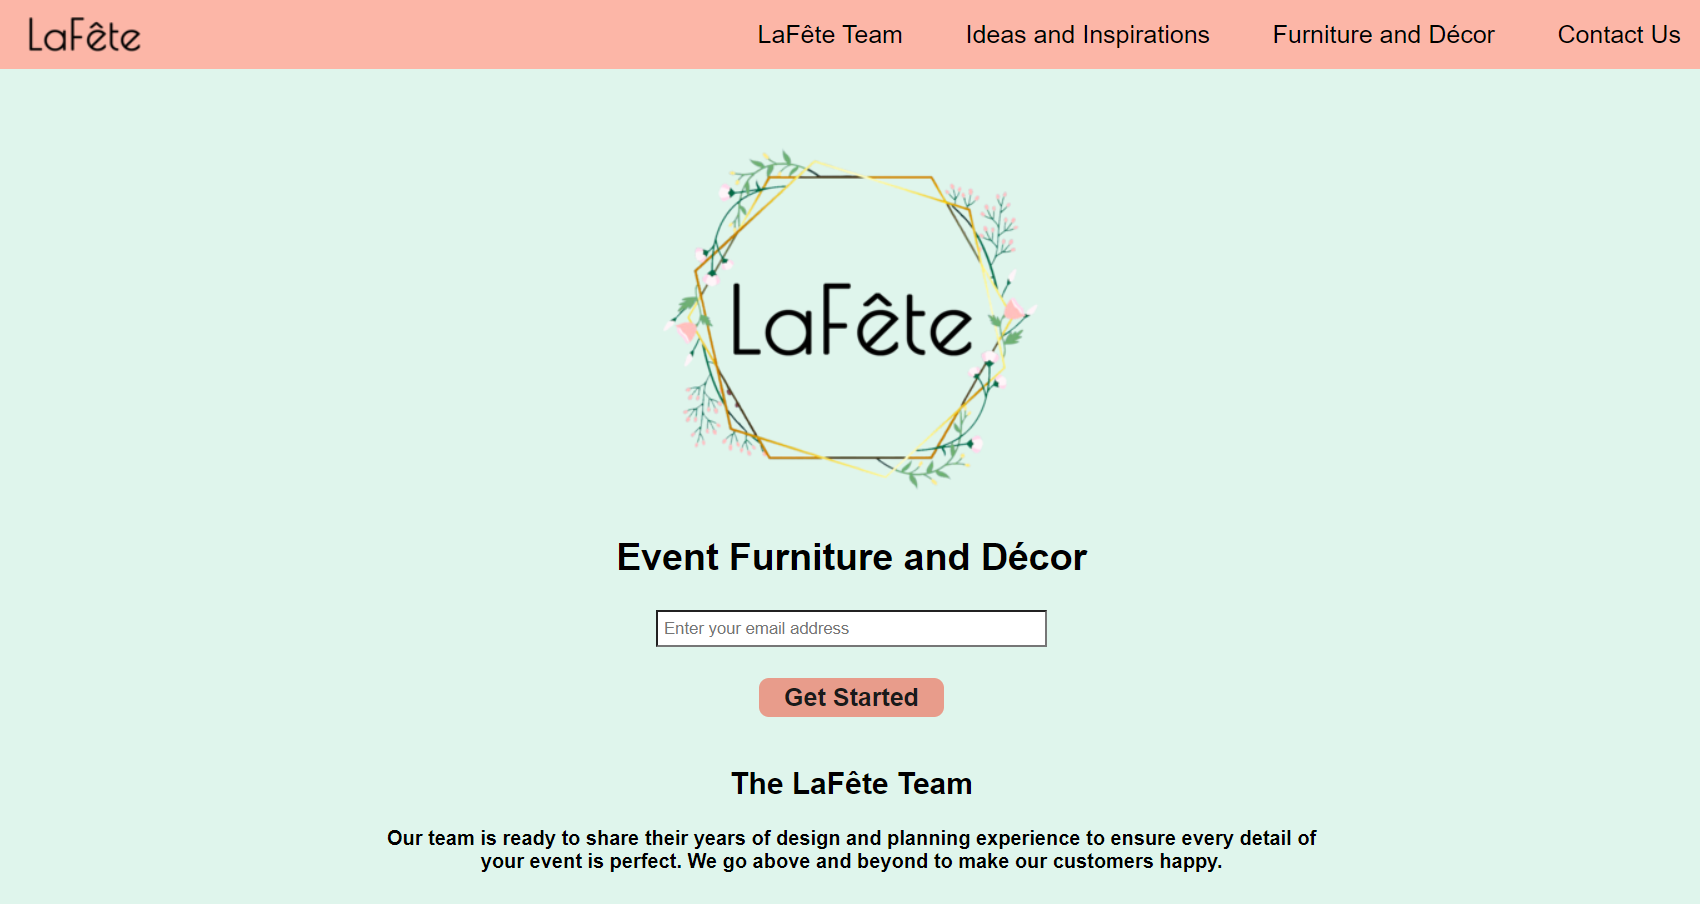 LaFête
LaFête Team
Ideas and Inspirations
Furniture and Décor
Contact Us
LaFête
Event Furniture and Décor
Enter your email address
Get Started
The LaFête Team
Our team is ready to share their years of design and planning experience to ensure every detail of
your event is perfect. We go above and beyond to make our customers happy.